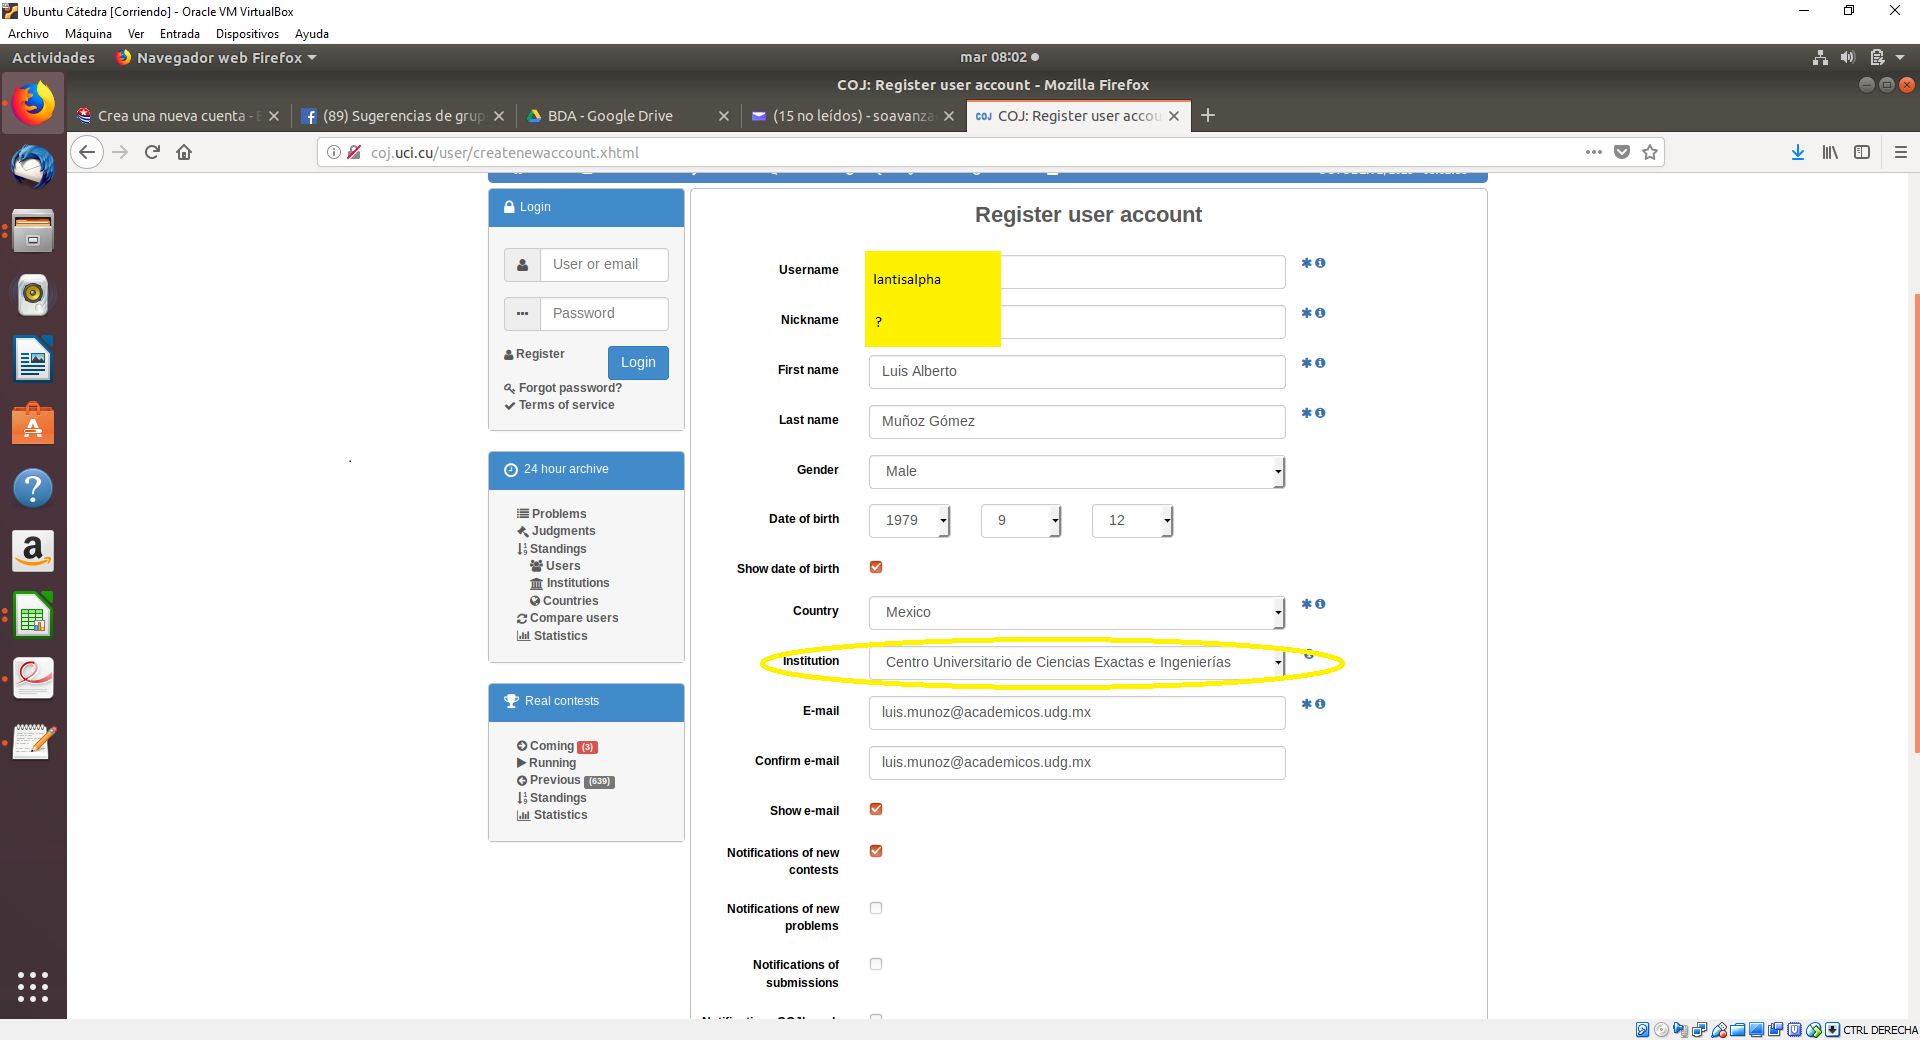 Ubuntu Cátedra [Corriendo] - Oracle VM VirtualBox
Archivo Máquina Ver Entrada Dispositivos Ayuda
Actividades Navegador web Firefox mar 08:02
COJ: Register user account - Mozilla Firefox
Crea una nueva cuenta - (89) Sugerencias de grup BDA - Google Drive (15 no leídos) - soavanza COJ: Register user accou
coj.uci.cu/user/createnewaccount.xhtml
Login
User or email
Password
Register
Login
Forgot password?
Terms of service
24 hour archive
Problems
Judgments
Standings
Users
Institutions
Countries
Compare users
Statistics
Real contests
Coming (3)
Running
Previous (639)
Standings
Statistics
Register user account
Username lantisalpha
Nickname ?
First name Luis Alberto
Last name Muñoz Gómez
Gender Male
Date of birth 1979 9 12
Show date of birth
Country Mexico
Institution Centro Universitario de Ciencias Exactas e Ingenierías
E-mail luis.munoz@academicos.udg.mx
Confirm e-mail luis.munoz@academicos.udg.mx
Show e-mail
Notifications of new
contests
Notifications of new
problems
Notifications of
submissions
CTRL DERECHA